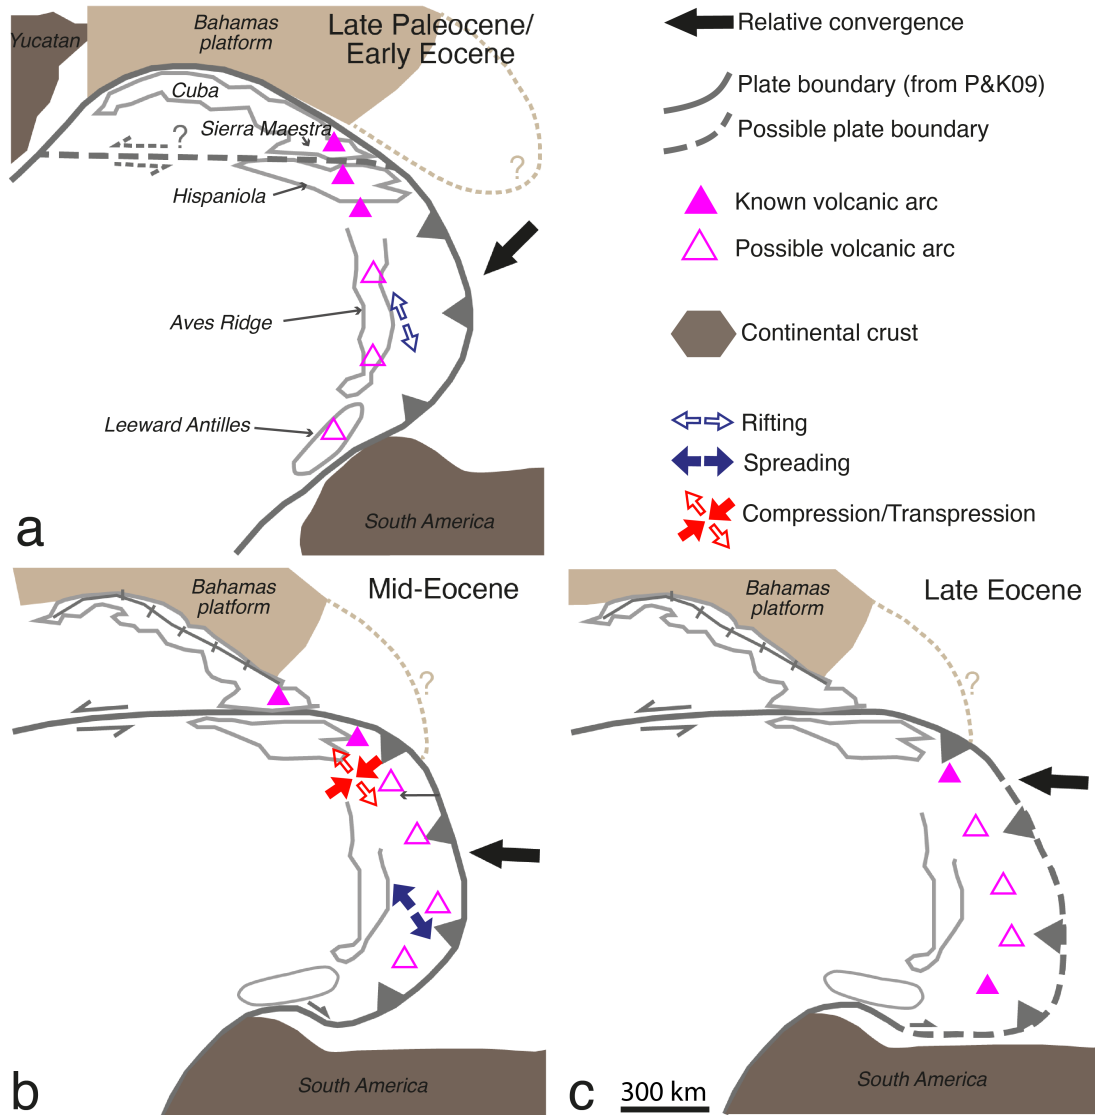 Yucatan
Bahamas
platform
Late Paleocene/
Early Eocene
Cuba
?
Sierra Maestra
?
Hispaniola
Aves Ridge
Leeward Antilles
South America
a
Relative convergence
Plate boundary (from P&K09)
Possible plate boundary
Known volcanic arc
Possible volcanic arc
Continental crust
Rifting
Spreading
Compression/Transpression
Bahamas
platform
Mid-Eocene
?
South America
b
Bahamas
platform
Late Eocene
?
South America
c
300 km